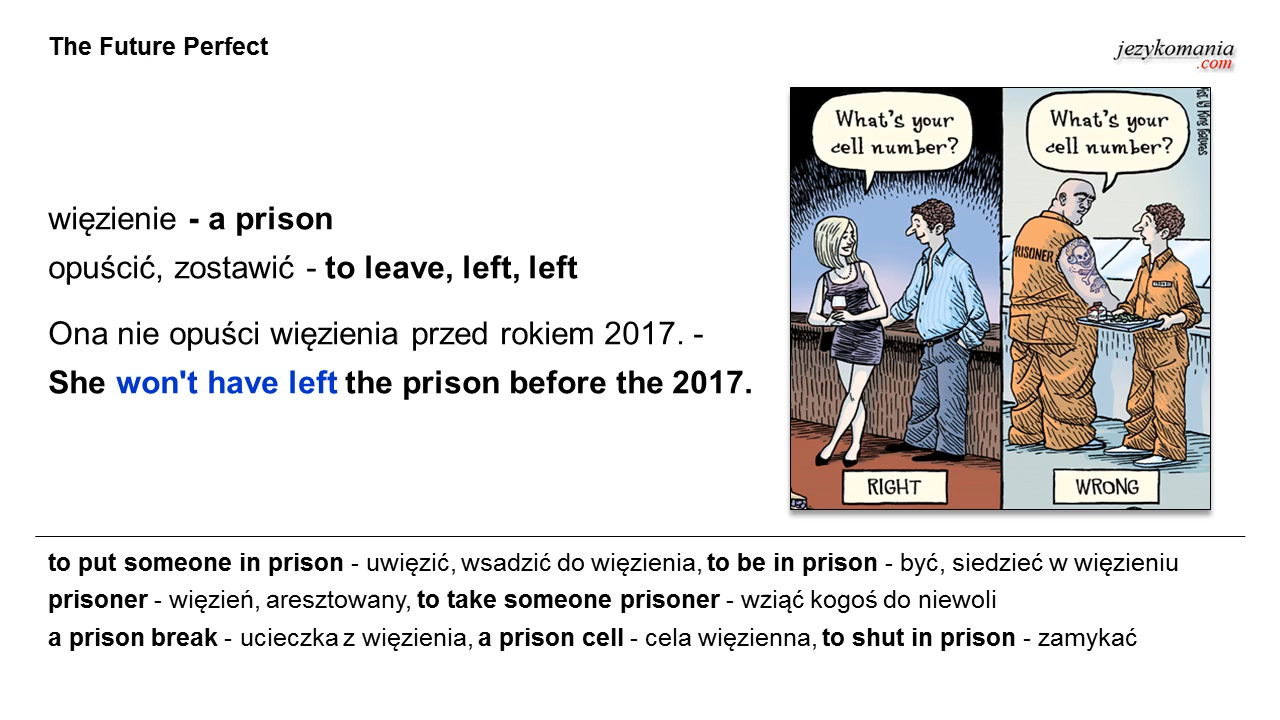 The Future Perfect
jezykomania
.com
więzienie - a prison
opuścić, zostawić - to leave, left, left
Ona nie opuści więzienia przed rokiem 2017. -
She won't have left the prison before the 2017.
What's your
cell number?
RIGHT
What's your
cell number?
PRISONER
WRONG
to put someone in prison - uwięzić, wsadzić do więzienia, to be in prison - być, siedzieć w więzieniu
prisoner - więzień, aresztowany, to take someone prisoner - wziąć kogoś do niewoli
a prison break - ucieczka z więzienia, a prison cell - cela więzienna, to shut in prison - zamykać